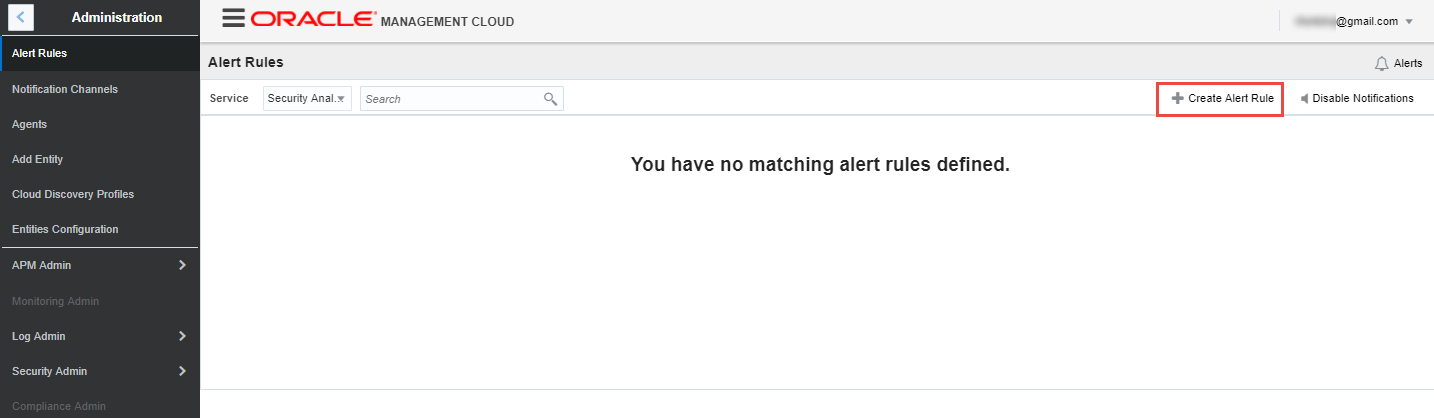 Administration
Alert Rules
Notification Channels
Agents
Add Entity
Cloud Discovery Profiles
Entities Configuration
APM Admin
Monitoring Admin
Log Admin
Security Admin
Compliance Admin
ORACLE® MANAGEMENT CLOUD
@gmail.com
Alert Rules
Alerts
Service Security Anal... Search Create Alert Rule Disable Notifications
You have no matching alert rules defined.